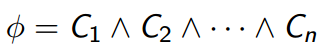 ϕ = C₁ ∧ C₂ ∧ ⋯ ∧ Cₙ